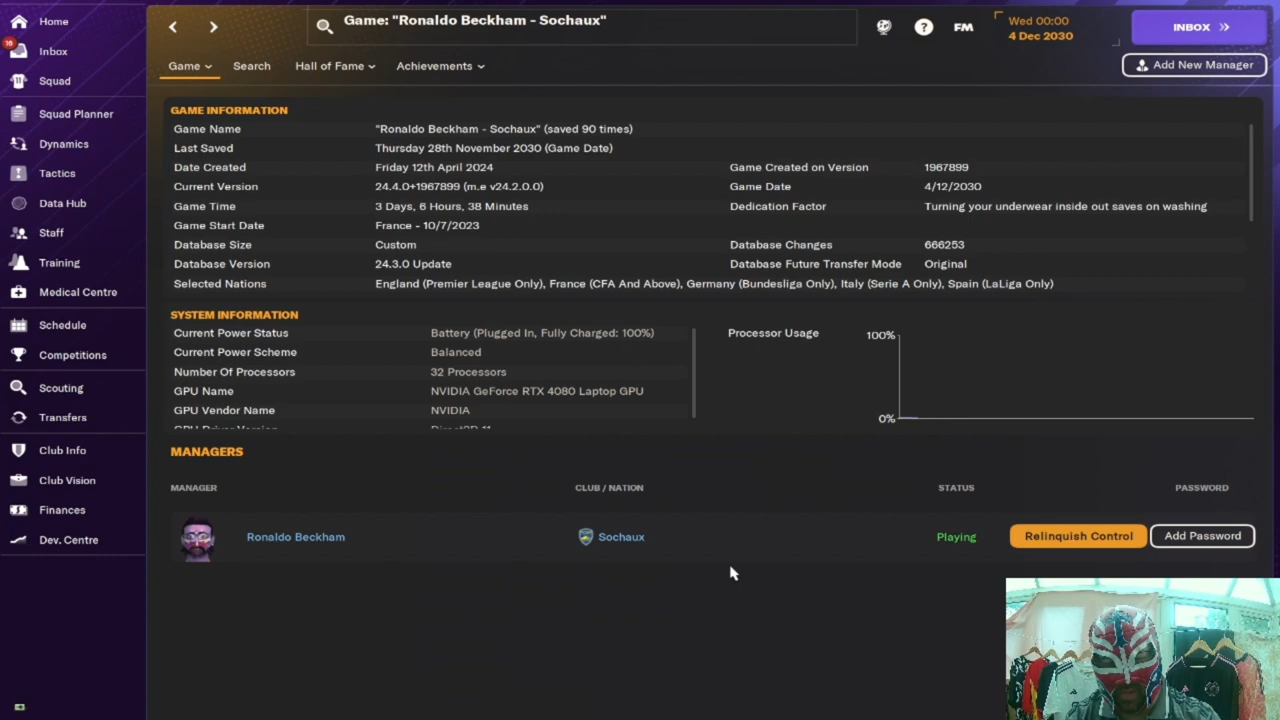 Home
16
Inbox
Squad
Squad Planner
Dynamics
Tactics
Data Hub
Staff
Training
Medical Centre
Schedule
Competitions
Scouting
Transfers
Club Info
Club Vision
Finances
Dev. Centre
Game: "Ronaldo Beckham - Sochaux"
? FM
Wed 00:00
4 Dec 2030
INBOX
Game Search Hall of Fame Achievements
Add New Manager
GAME INFORMATION
Game Name "Ronaldo Beckham - Sochaux" (saved 90 times)
Last Saved Thursday 28th November 2030 (Game Date)
Date Created Friday 12th April 2024 Game Created on Version 1967899
Current Version 24.4.0+1967899 (m.e v24.2.0.0) Game Date 4/12/2030
Game Time 3 Days, 6 Hours, 38 Minutes Dedication Factor Turning your underwear inside out saves on washing
Game Start Date France - 10/7/2023
Database Size Custom Database Changes 666253
Database Version 24.3.0 Update Database Future Transfer Mode Original
Selected Nations England (Premier League Only), France (CFA And Above), Germany (Bundesliga Only), Italy (Serie A Only), Spain (LaLiga Only)
SYSTEM INFORMATION
Current Power Status Battery (Plugged In, Fully Charged: 100%) Processor Usage 100%
Current Power Scheme Balanced
Number Of Processors 32 Processors
GPU Name NVIDIA GeForce RTX 4080 Laptop GPU
GPU Vendor Name NVIDIA 0%
GPU Driver Version Direct3D 11
MANAGERS
MANAGER CLUB / NATION STATUS PASSWORD
Ronaldo Beckham Sochaux Playing Relinquish Control Add Password